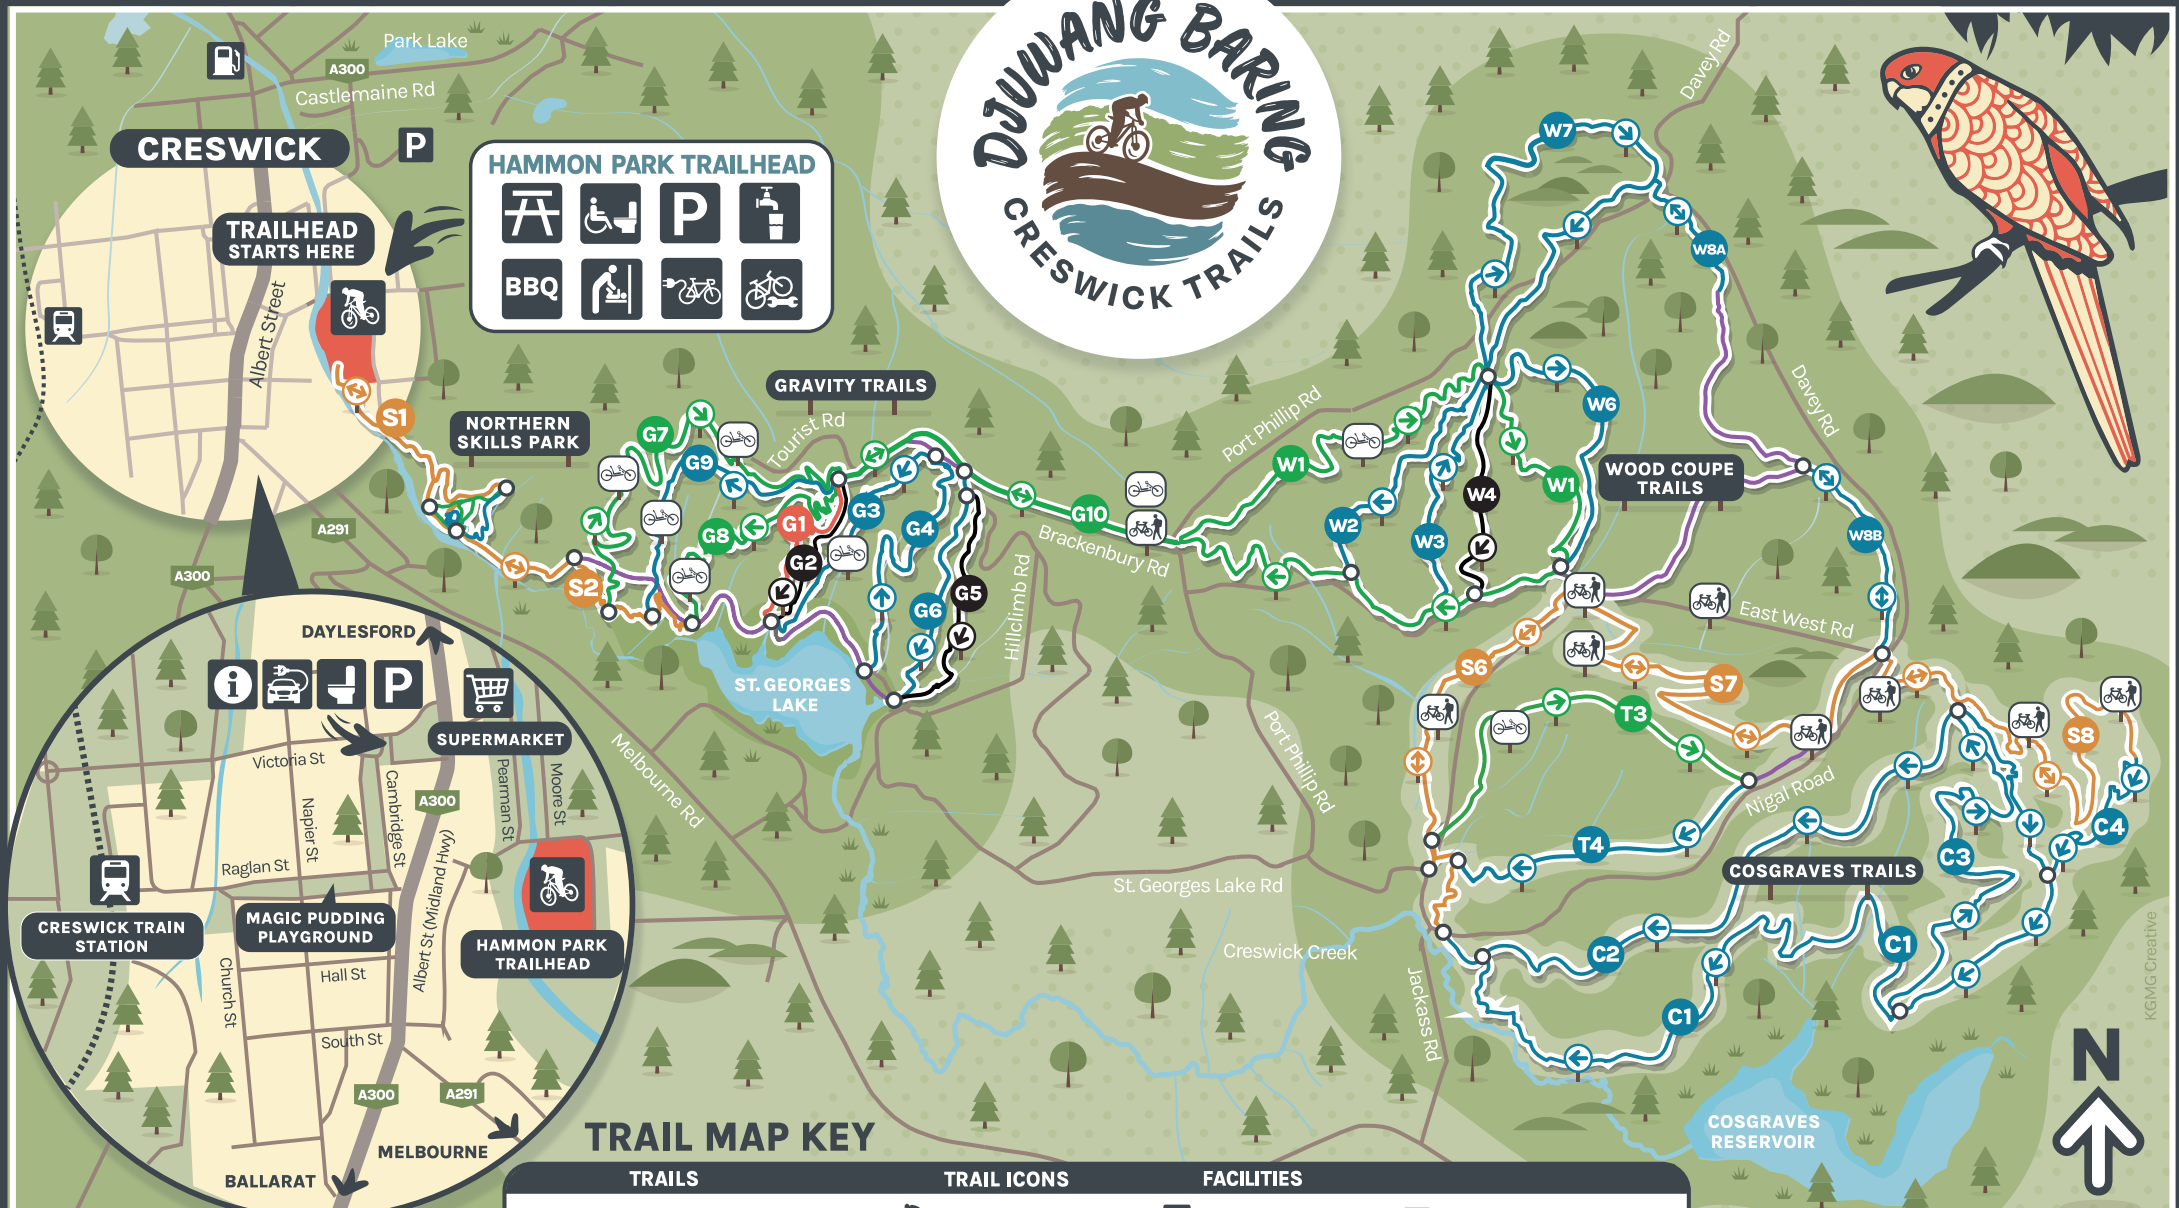 DJUWANG BARING
CRESWICK TRAILS
Park Lake
A300
Castlemaine Rd
CRESWICK
P
TRAILHEAD
STARTS HERE
Albert Street
HAMMON PARK TRAILHEAD
P
BBQ
S1
NORTHERN
SKILLS PARK
GRAVITY TRAILS
Tourist Rd
G7
G9
G8
G1
G2
G3
G4
G5
G6
G10
S2
A291
A300
Brackenbury Rd
Hillclimb Rd
ST. GEORGES
LAKE
Melbourne Rd
Port Phillip Rd
Port Phillip Rd
St. Georges Lake Rd
Creswick Creek
Jackass Rd
Davey Rd
Davey Rd
W7
W8A
W6
W1
W1
W4
W2
W3
WOOD COUPE
TRAILS
W8B
East West Rd
S6
S7
T3
S8
Nigal Road
T4
C4
C3
COSGRAVES TRAILS
C2
C1
C1
COSGRAVES
RESERVOIR
KGMG Creative
N
DAYLESFORD
i
P
SUPERMARKET
Victoria St
Napier St
Cambridge St
A300
Pearman St
Moore St
Raglan St
Albert St (Midland Hwy)
CRESWICK TRAIN
STATION
MAGIC PUDDING
PLAYGROUND
HAMMON PARK
TRAILHEAD
Church St
Hall St
South St
A300
A291
MELBOURNE
BALLARAT
TRAIL MAP KEY
TRAILS
TRAIL ICONS
FACILITIES